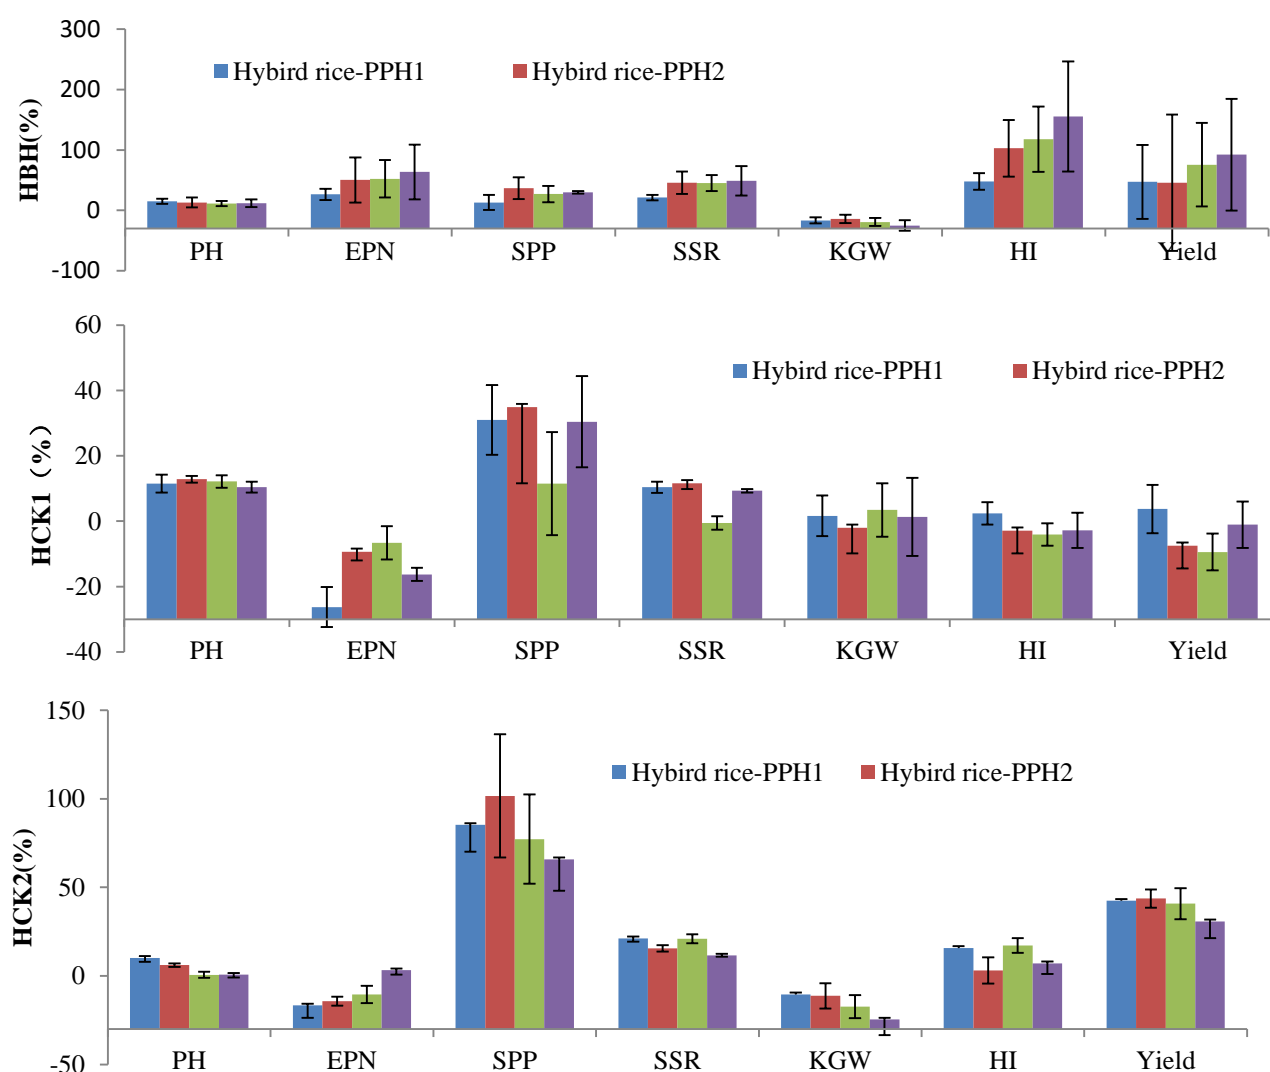 300
Hybird rice-PPH1 Hybird rice-PPH2
200
HBH(%)
100
0
PH EPN SPP SSR KGW HI Yield
-100
60
Hybird rice-PPH1 Hybird rice-PPH2
40
20
HCK1（%）
0
-20
-40
PH EPN SPP SSR KGW HI Yield
150
Hybird rice-PPH1 Hybird rice-PPH2
100
HCK2(%)
50
0
-50
PH EPN SPP SSR KGW HI Yield